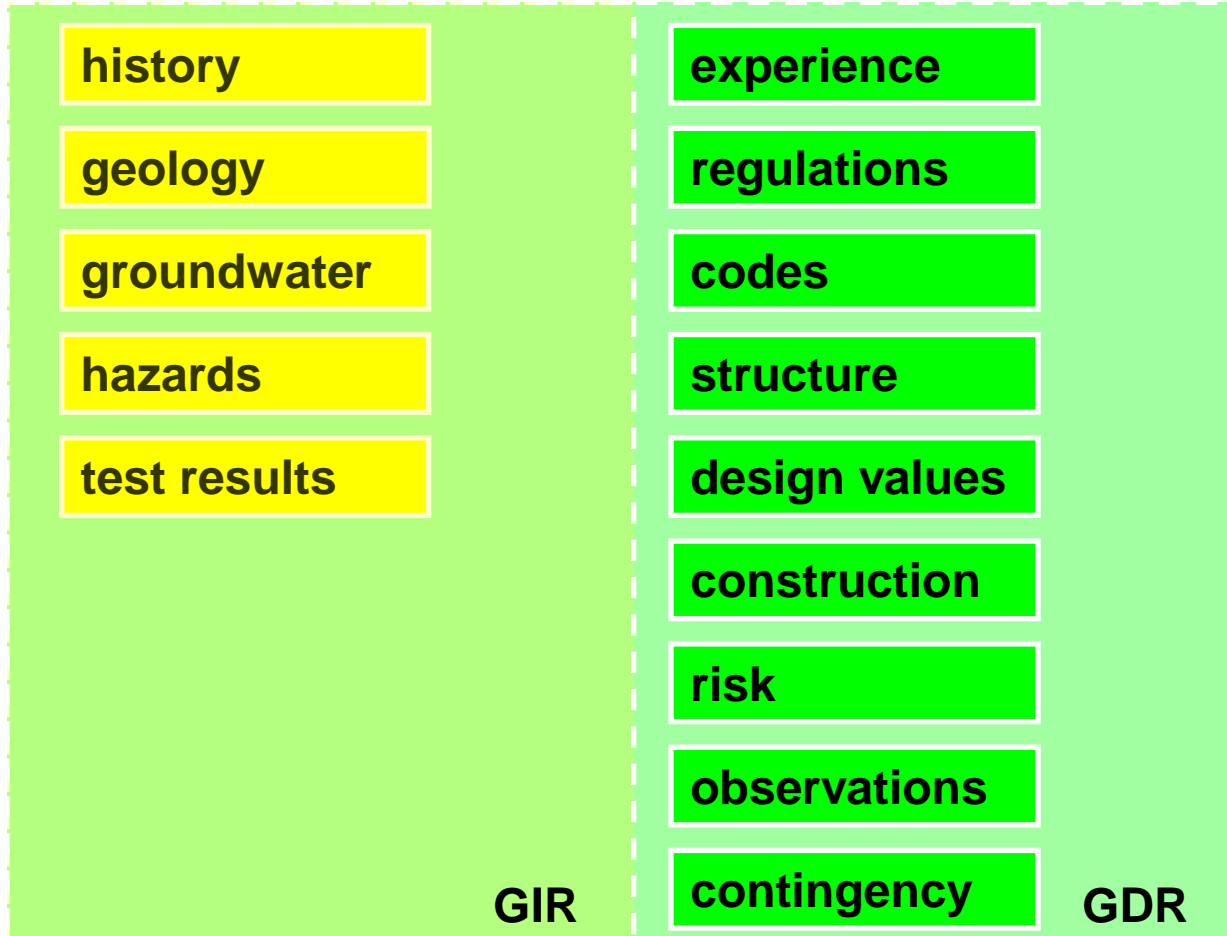 history
geology
groundwater
hazards
test results
GIR
experience
regulations
codes
structure
design values
construction
risk
observations
contingency
GDR